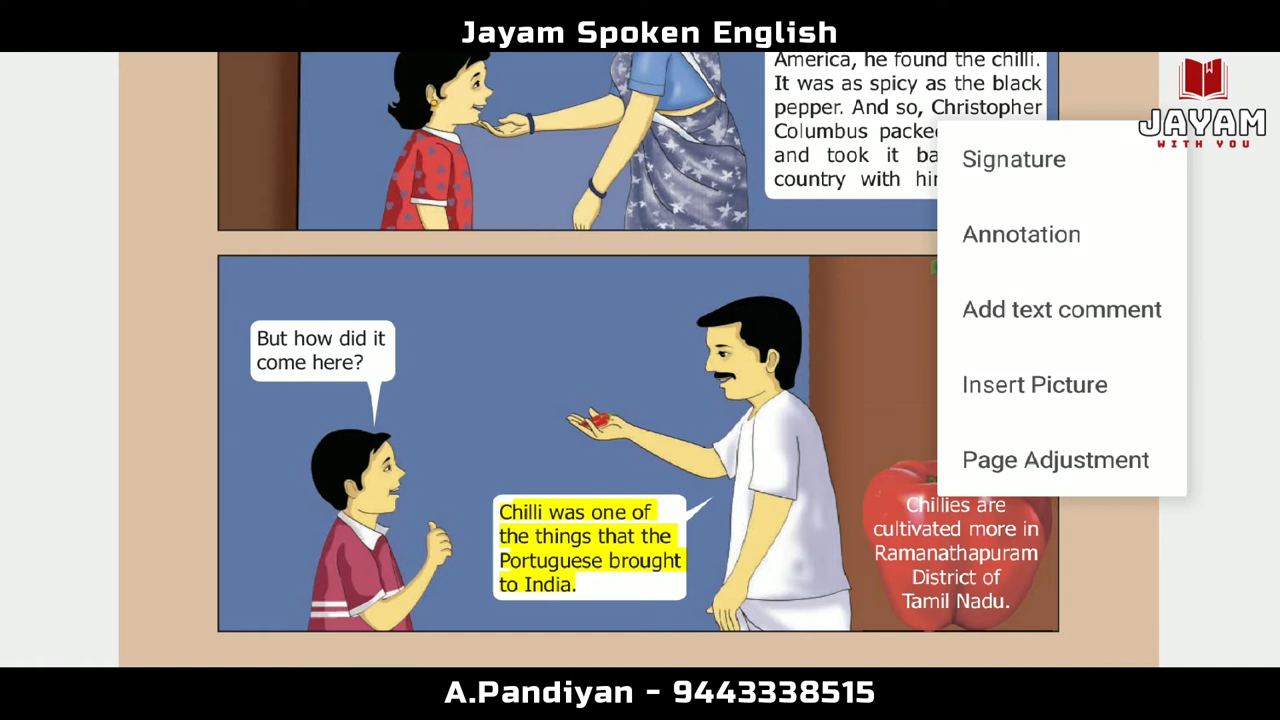 Jayam Spoken English
America, he found the chilli.
It was as spicy as the black
pepper. And so, Christopher
Columbus packe
and took it ba
country with hi
JAYAM
WITH YOU
Signature
Annotation
Add text comment
Insert Picture
Page Adjustment
But how did it
come here?
Chilli was one of
the things that the
Portuguese brought
to India.
Chillies are
cultivated more in
Ramanathapuram
District of
Tamil Nadu.
A.Pandiyan - 9443338515